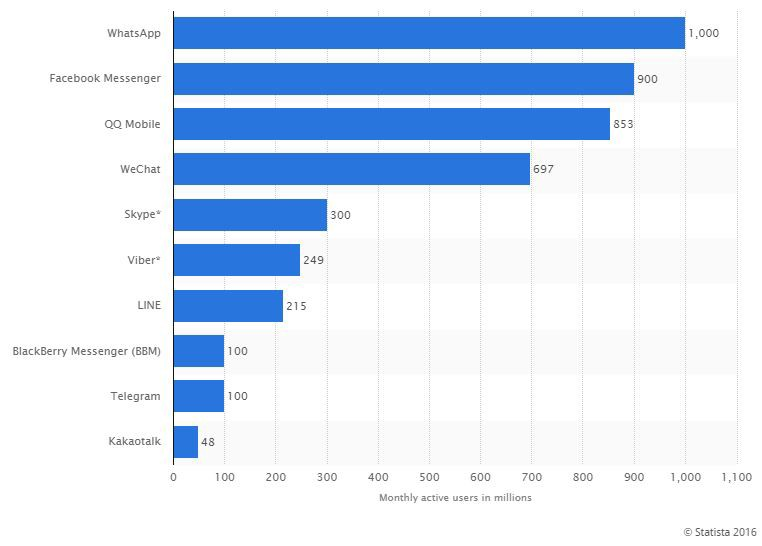 WhatsApp 1,000
Facebook Messenger 900
QQ Mobile 853
WeChat 697
Skype* 300
Viber* 249
LINE 215
BlackBerry Messenger (BBM) 100
Telegram 100
Kakaotalk 48
0 100 200 300 400 500 600 700 800 900 1,000 1,100
Monthly active users in millions
© Statista 2016